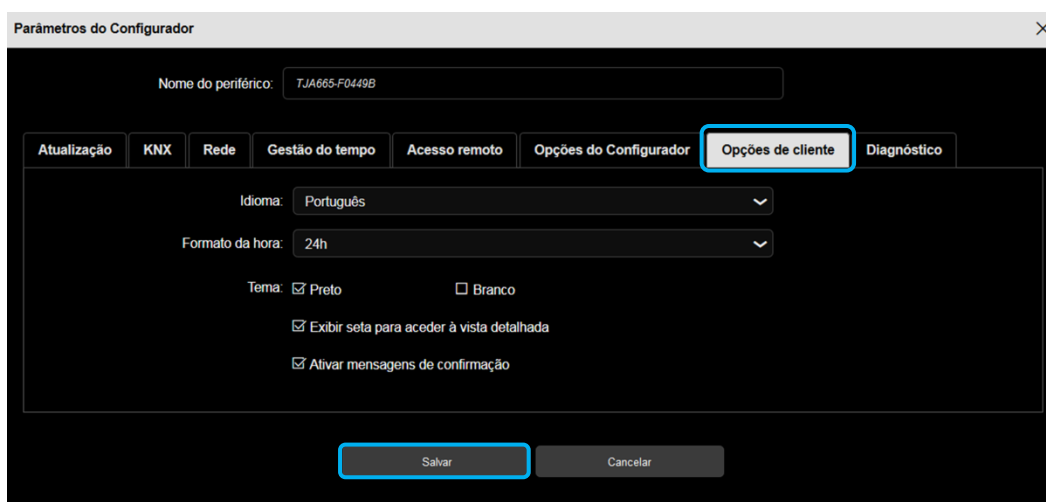 Parâmetros do Configurador
Nome do periférico: TJA665-F0449B
Atualização KNX Rede Gestão do tempo Acesso remoto Opções do Configurador Opções de cliente Diagnóstico
Idioma: Português
Formato da hora: 24h
Tema: Preto Branco
Exibir seta para aceder à vista detalhada
Ativar mensagens de confirmação
Salvar Cancelar